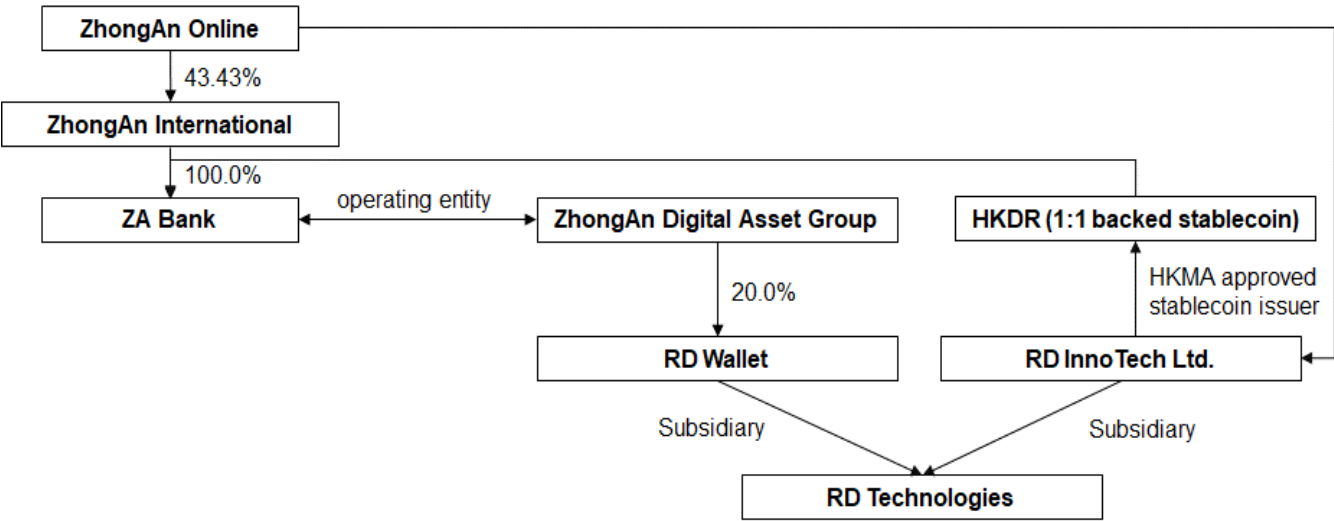 ZhongAn Online
43.43%
ZhongAn International
100.0%
ZA Bank
operating entity
ZhongAn Digital Asset Group
HKDR (1:1 backed stablecoin)
20.0%
HKMA approved
stablecoin issuer
RD Wallet
RD InnoTech Ltd.
Subsidiary
Subsidiary
RD Technologies